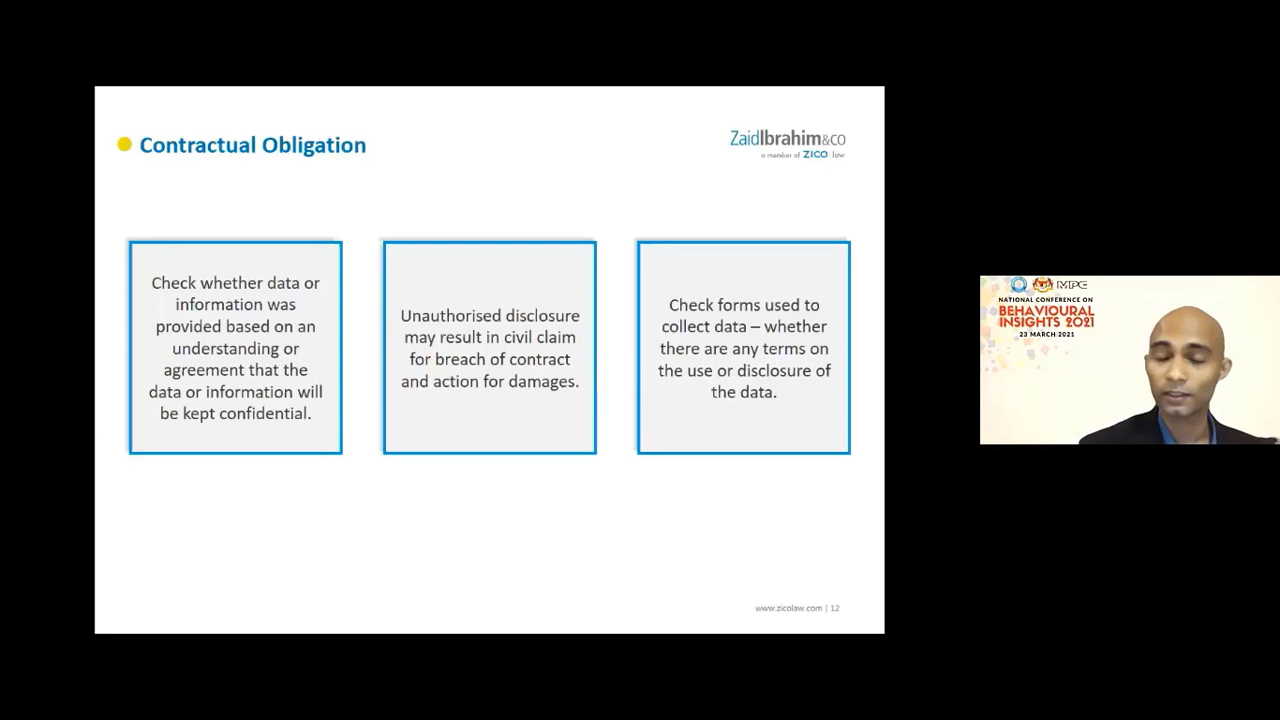 Contractual Obligation
ZaidIbrahim&co
a member of ZICO law
Check whether data or
information was
provided based on an
understanding or
agreement that the
data or information will
be kept confidential.
Unauthorised disclosure
may result in civil claim
for breach of contract
and action for damages.
Check forms used to
collect data – whether
there are any terms on
the use or disclosure of
the data.
www.zicolaw.com | 12
MPC
NATIONAL CONFERENCE ON
BEHAVIOURAL
INSIGHTS 2021
23 MARCH 2021